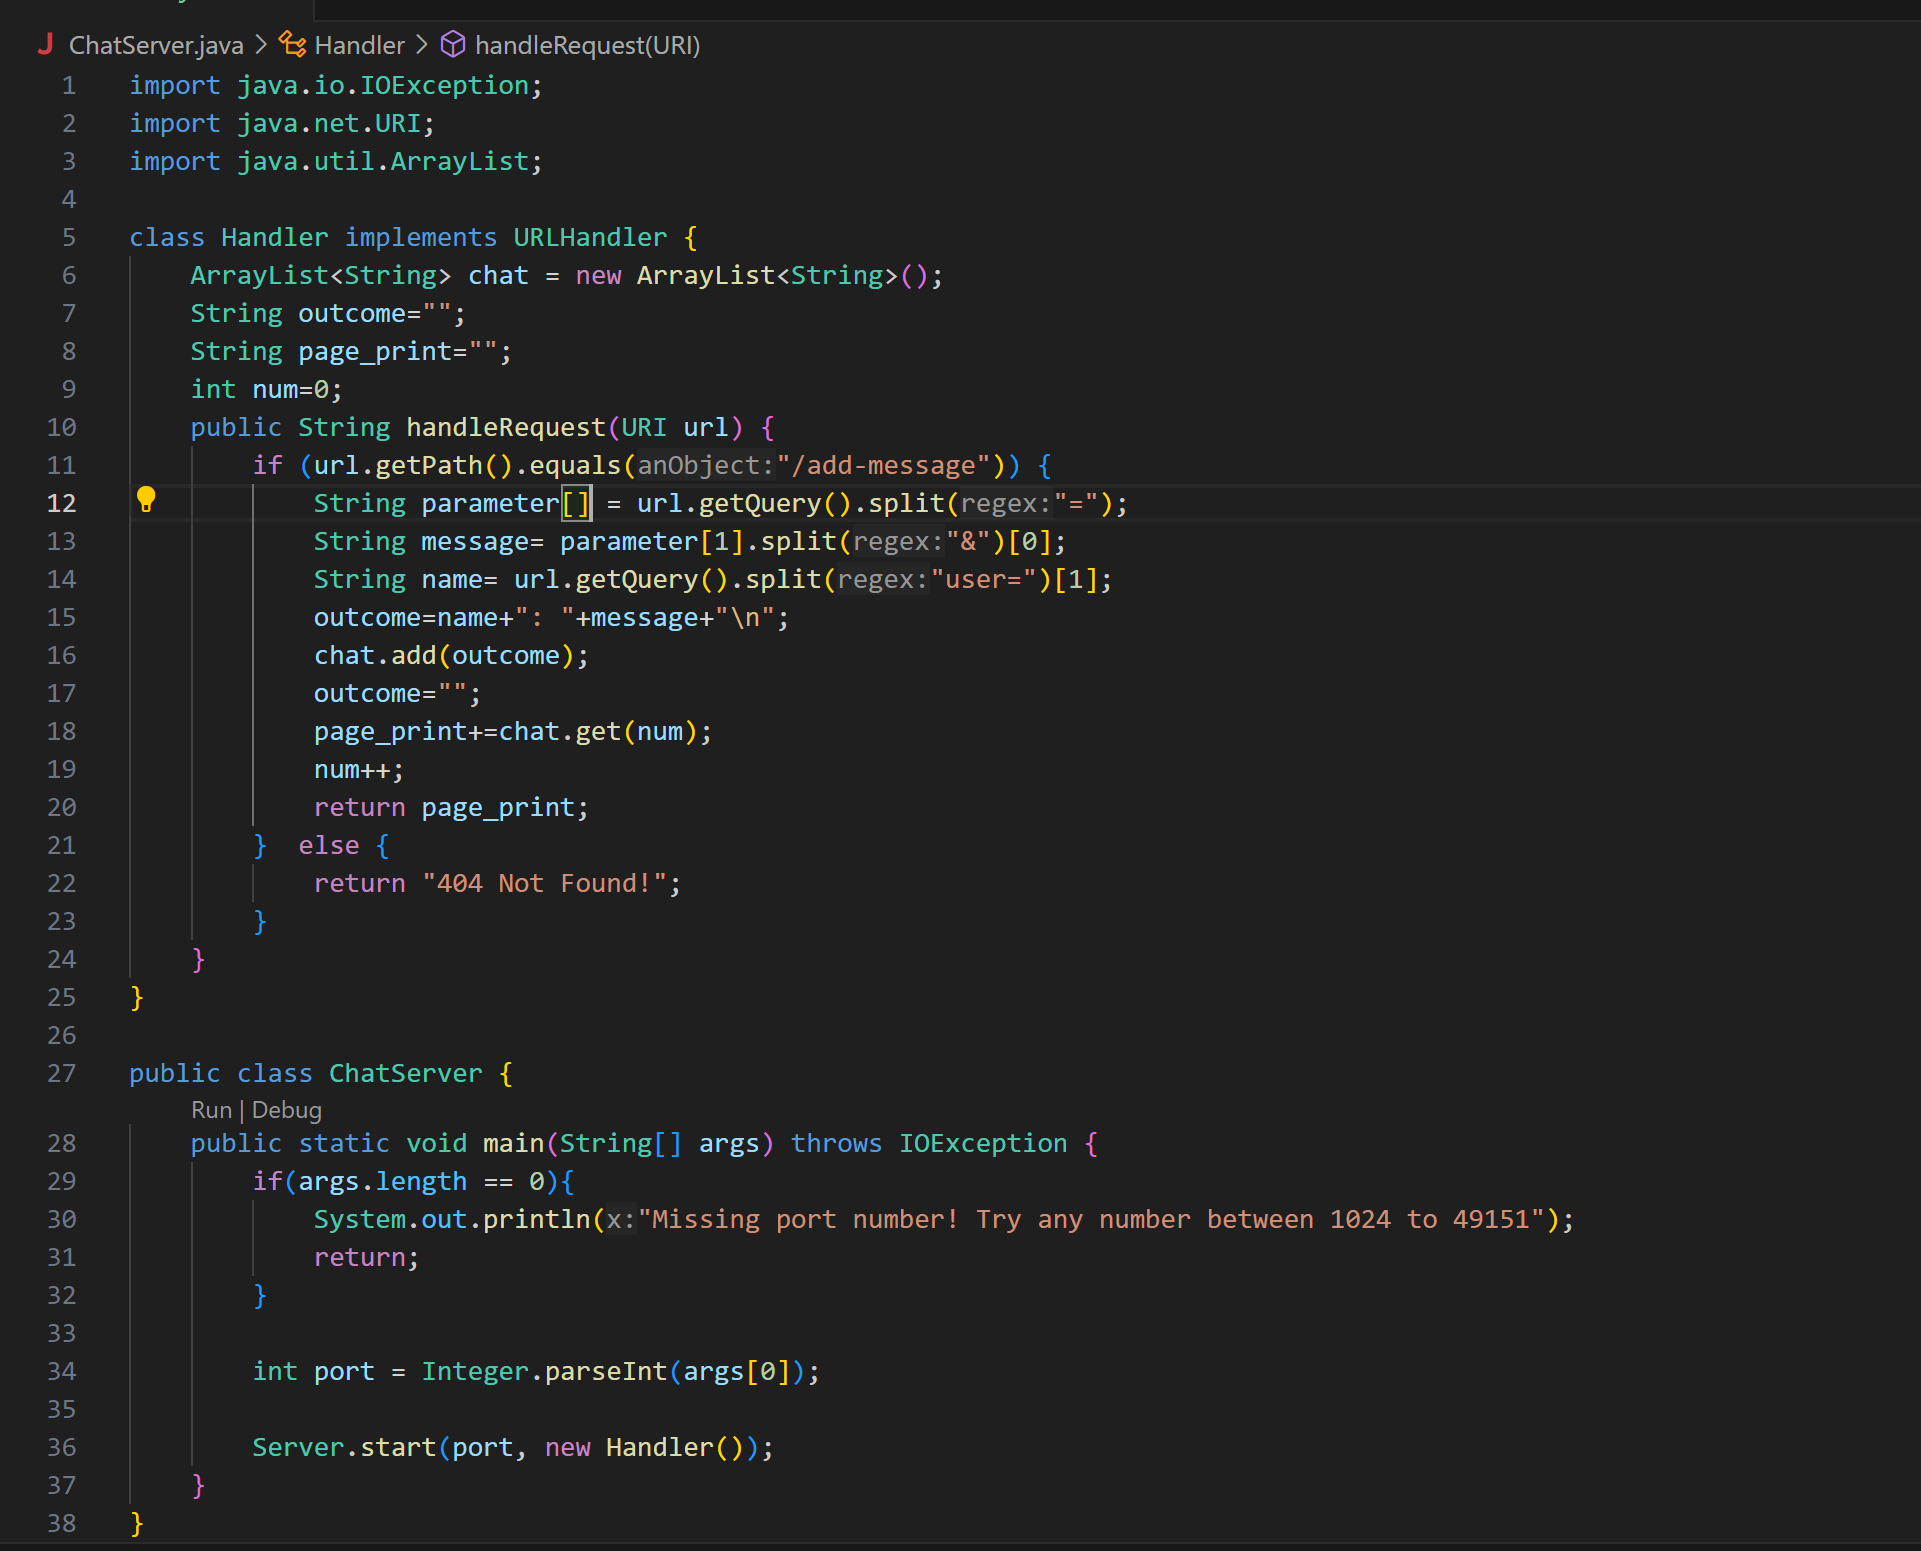 ChatServer.java > Handler > handleRequest(URI)
1 import java.io.IOException;
2 import java.net.URI;
3 import java.util.ArrayList;
4
5 class Handler implements URLHandler {
6     ArrayList<String> chat = new ArrayList<String>();
7     String outcome="";
8     String page_print="";
9     int num=0;
10     public String handleRequest(URI url) {
11         if (url.getPath().equals(anObject:"/add-message")) {
12             String parameter[] = url.getQuery().split(regex:"=");
13             String message= parameter[1].split(regex:"&")[0];
14             String name= url.getQuery().split(regex:"user=")[1];
15             outcome=name+": "+message+"\n";
16             chat.add(outcome);
17             outcome="";
18             page_print+=chat.get(num);
19             num++;
20             return page_print;
21         }  else {
22             return "404 Not Found!";
23         }
24     }
25 }
26
27 public class ChatServer {
Run | Debug
28     public static void main(String[] args) throws IOException {
29         if(args.length == 0){
30             System.out.println(x:"Missing port number! Try any number between 1024 to 49151");
31             return;
32         }
33
34         int port = Integer.parseInt(args[0]);
35
36         Server.start(port, new Handler());
37     }
38 }